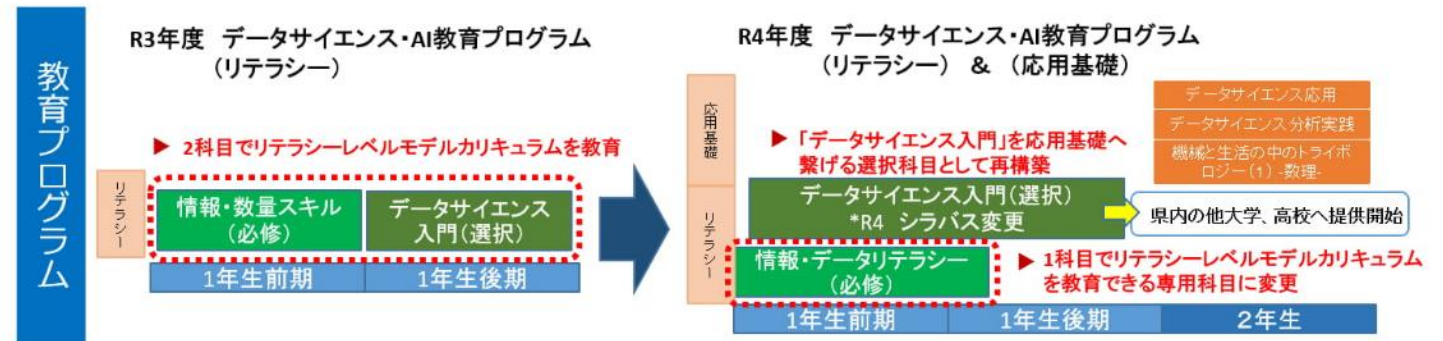 教育プログラム
R3年度 データサイエンス・AI教育プログラム
(リテラシー)
▶ 2科目でリテラシーレベルモデルカリキュラムを教育
リテラシー
情報・数量スキル
(必修)
データサイエンス
入門(選択)
1年生前期
1年生後期
R4年度 データサイエンス・AI教育プログラム
(リテラシー) & (応用基礎)
応用基礎
データサイエンス応用
データサイエンス分析実践
機械と生活の中のトライボ
ロジー(1) -数理-
▶ 「データサイエンス入門」を応用基礎へ
繋げる選択科目として再構築
リテラシー
データサイエンス入門(選択)
*R4 シラバス変更
県内の他大学、高校へ提供開始
情報・データリテラシー
(必修)
▶ 1科目でリテラシーレベルモデルカリキュラム
を教育できる専用科目に変更
1年生前期
1年生後期
2年生